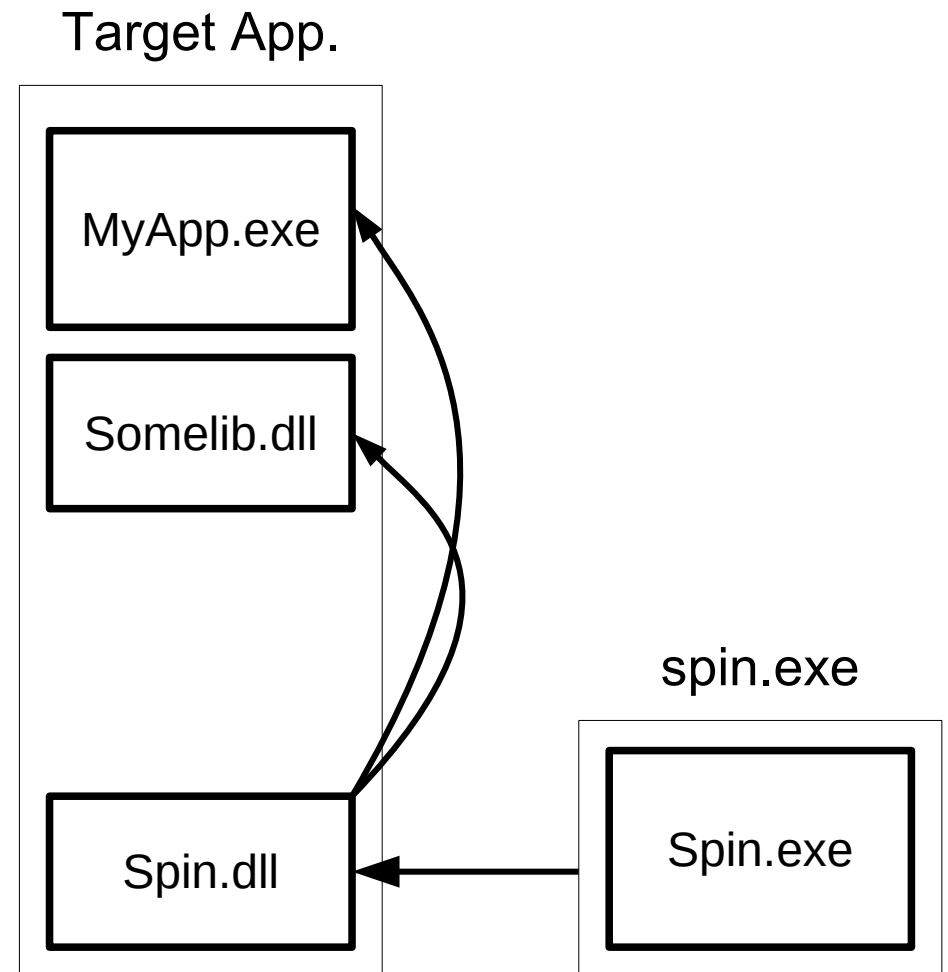 Target App.
MyApp.exe
Somelib.dll
spin.exe
Spin.dll
Spin.exe